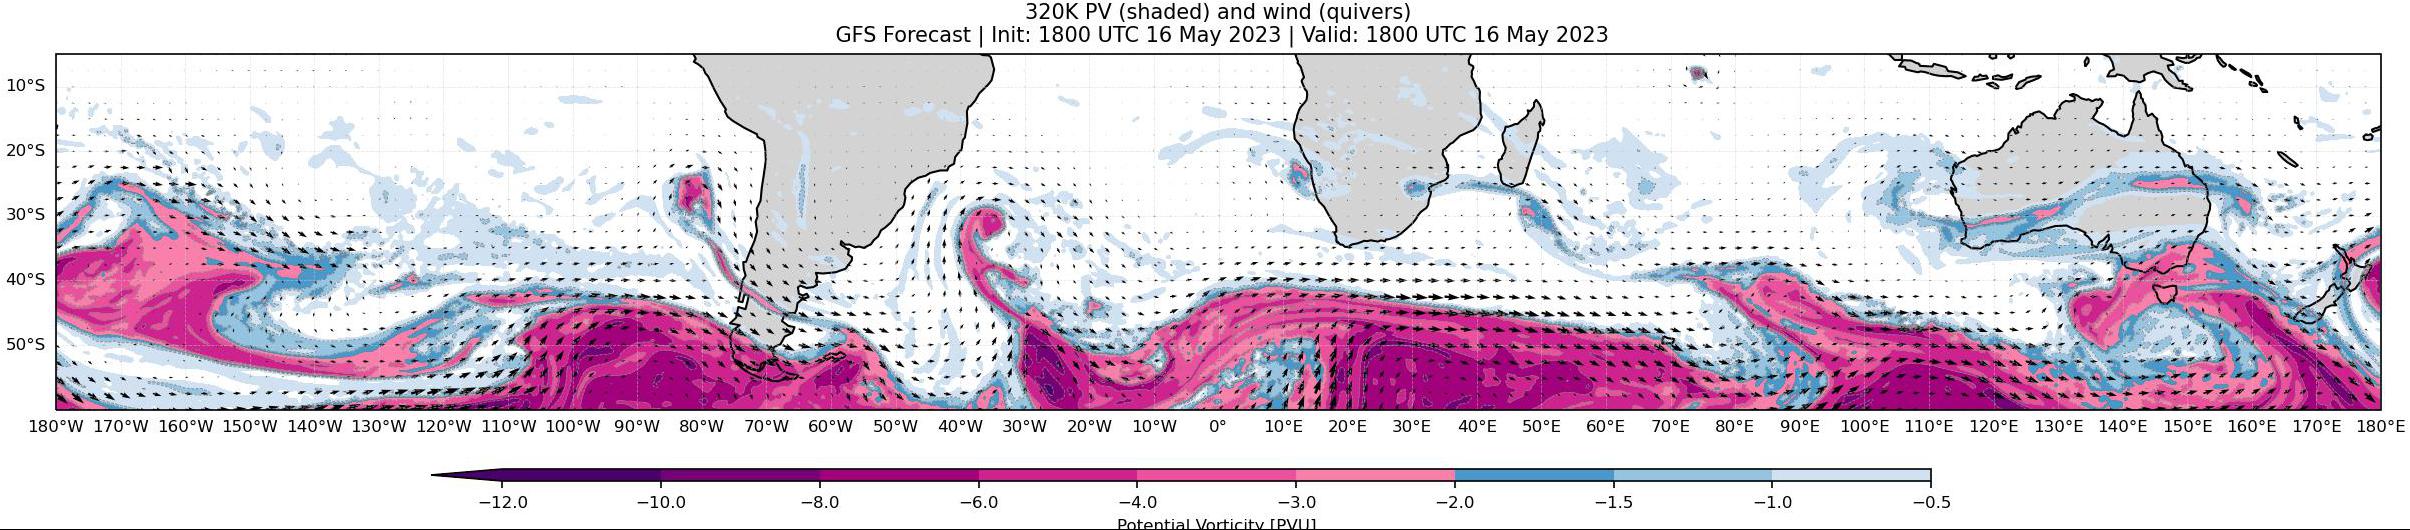 320K PV (shaded) and wind (quivers)
GFS Forecast | Init: 1800 UTC 16 May 2023 | Valid: 1800 UTC 16 May 2023
10°S
20°S
30°S
40°S
50°S
180°W 170°W 160°W 150°W 140°W 130°W 120°W 110°W 100°W 90°W 80°W 70°W 60°W 50°W 40°W 30°W 20°W 10°W 0° 10°E 20°E 30°E 40°E 50°E 60°E 70°E 80°E 90°E 100°E 110°E 120°E 130°E 140°E 150°E 160°E 170°E 180°E
−12.0 −10.0 −8.0 −6.0 −4.0 −3.0 −2.0 −1.5 −1.0 −0.5
Potential Vorticity [PVU]